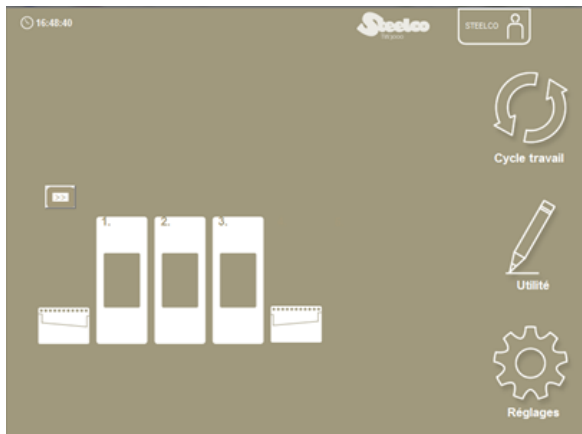 16:48:40
Steelco
STEELCO
Cycle travail
>>
1. 2. 3.
Utilité
Réglages